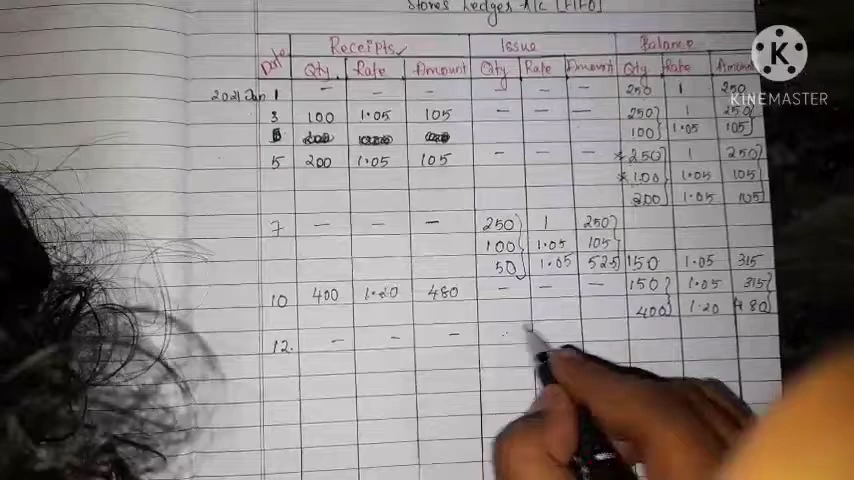 Stores Ledger A/c [FIFO]
Date Receipts Issue Balance
Qty Rate Amount Qty Rate Amount Qty Rate Amount
2021 Jan 1 - - - - - - 250 1 250
3 100 1.05 105 - - - 250 1 250
100 1.05 105
5 200 1.05 105 - - - *250 1 250
*100 1.05 105
200 1.05 105
7 - - - 250 1 250
100 1.05 105
50 1.05 525 150 1.05 315
10 400 1.20 480 - - - 150 1.05 315
400 1.20 480
12. - - -
KINEMASTER